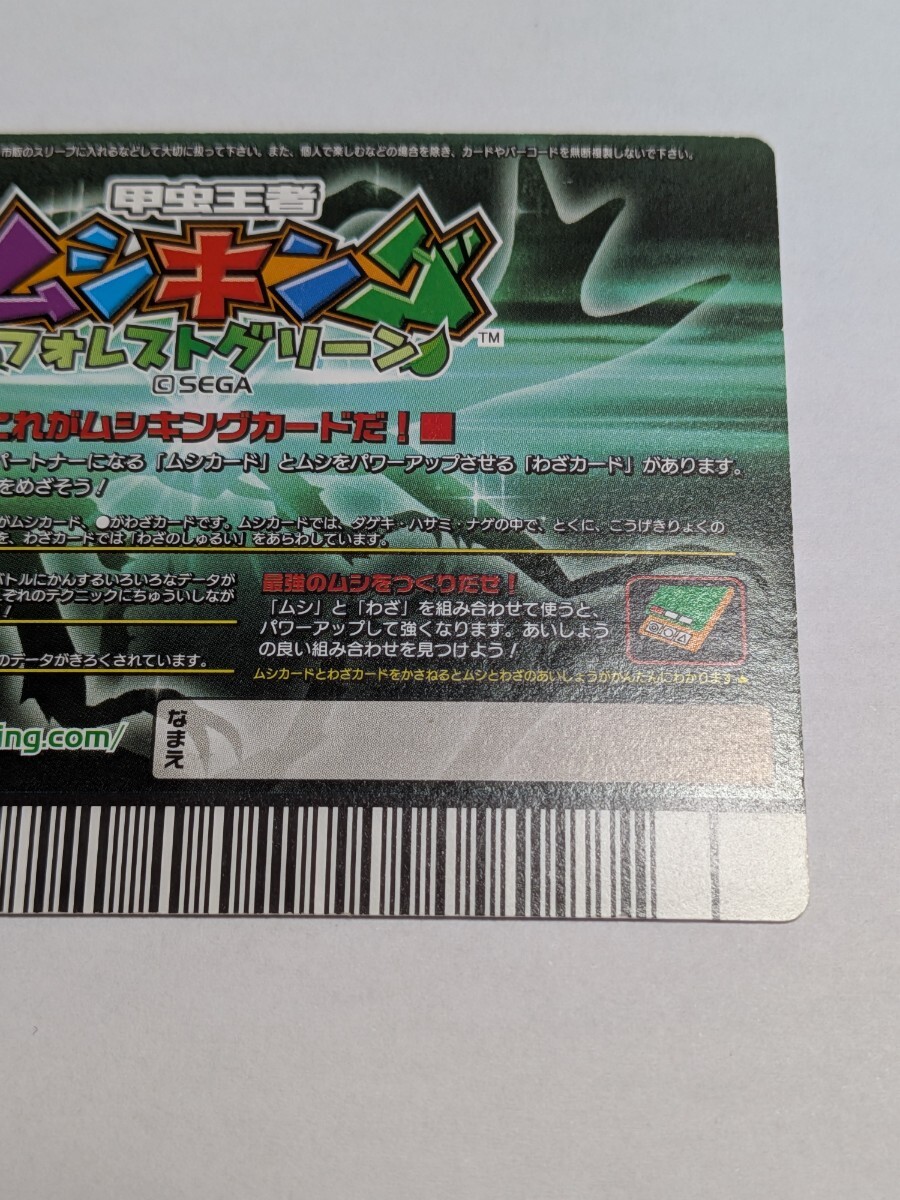 市販のスリーブに入れるなどして大切に扱って下さい。また、個人で楽しむなどの場合を除き、カードやバーコードを無断複製しないで下さい。
甲虫王者
ムシキング
フォレストグリーン
TM
©SEGA
これがムシキングカードだ！■
パートナーになる「ムシカード」とムシをパワーアップさせる「わざカード」があります。
をめざそう！
がムシカード、●がわざカードです。ムシカードでは、ダゲキ・ハサミ・ナゲの中で、とくに、こうげきりょくの
を、わざカードでは「わざのしゅるい」をあらわしています。
バトルにかんするいろいろなデータが
ぞれのテクニックにちゅういしなが
！
のデータがきろくされています。
最強のムシをつくりだせ！
「ムシ」と「わざ」を組み合わせて使うと、
パワーアップして強くなります。あいしょう
の良い組み合わせを見つけよう！
ムシカードとわざカードをかさねるとムシとわざのあいしょうがかんたんにわかります
ing.com/
なまえ